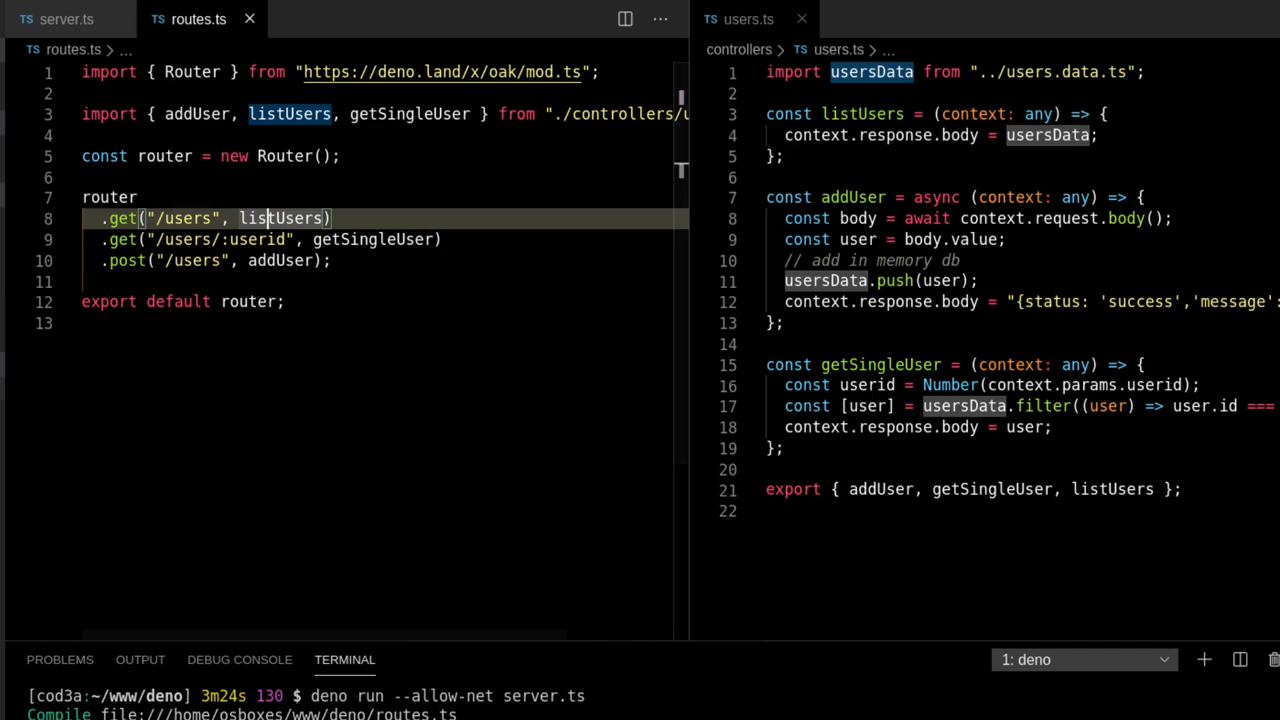 TS server.ts
TS routes.ts ×
TS routes.ts > ...
1 import { Router } from "https://deno.land/x/oak/mod.ts";
2
3 import { addUser, listUsers, getSingleUser } from "./controllers/u
4
5 const router = new Router();
6
7 router
8 .get("/users", listUsers)
9 .get("/users/:userid", getSingleUser)
10 .post("/users", addUser);
11
12 export default router;
13
TS users.ts ×
controllers > TS users.ts > ...
1 import usersData from "../users.data.ts";
2
3 const listUsers = (context: any) => {
4 context.response.body = usersData;
5 };
6
7 const addUser = async (context: any) => {
8 const body = await context.request.body();
9 const user = body.value;
10 // add in memory db
11 usersData.push(user);
12 context.response.body = "{status: 'success','message':
13 };
14
15 const getSingleUser = (context: any) => {
16 const userid = Number(context.params.userid);
17 const [user] = usersData.filter((user) => user.id ===
18 context.response.body = user;
19 };
20
21 export { addUser, getSingleUser, listUsers };
22
PROBLEMS OUTPUT DEBUG CONSOLE TERMINAL
1: deno
[cod3a:~/www/deno] 3m24s 130 $ deno run --allow-net server.ts
Compile file:///home/osboxes/www/deno/routes.ts